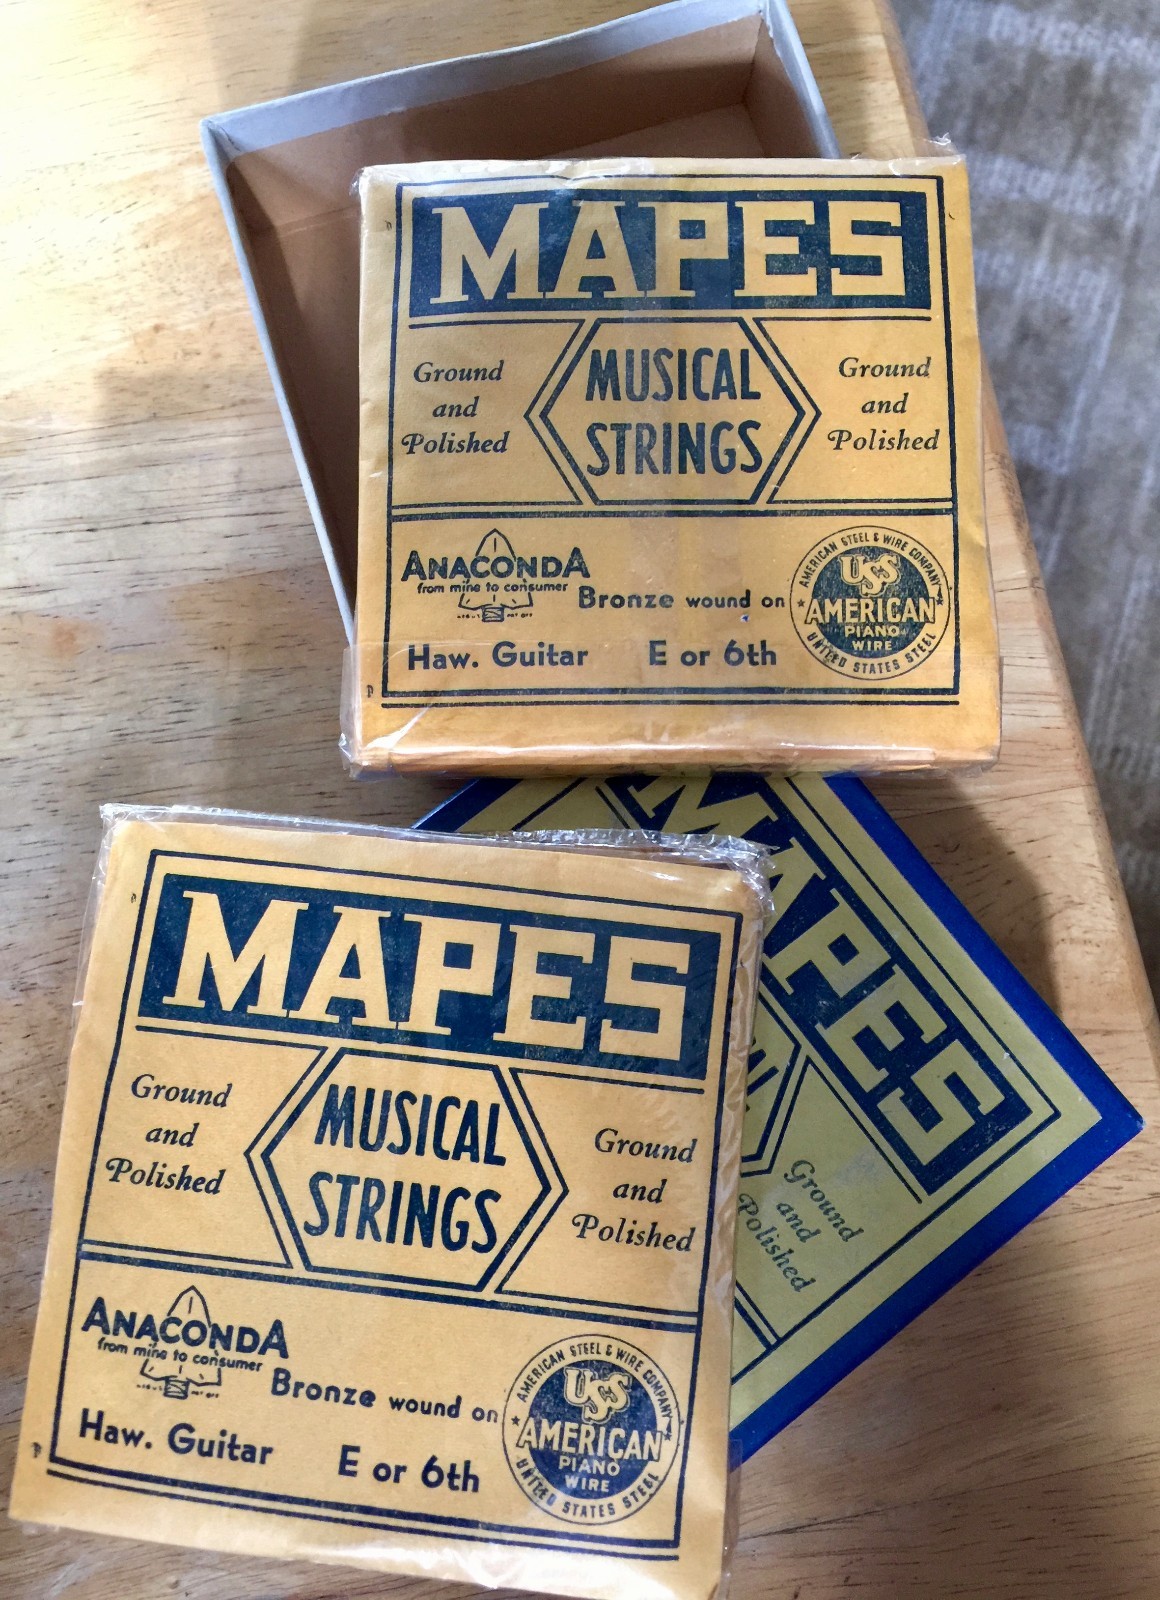 MAPES
MUSICAL
STRINGS
Ground
and
Polished
Ground
and
Polished
ANACONDA
from mine to consumer
Bronze wound on
AMERICAN STEEL & WIRE COMPANY
USS
AMERICAN
PIANO
WIRE
UNITED STATES STEEL
Haw. Guitar E or 6th
MAPES
Ground
and
Polished
MAPES
MUSICAL
STRINGS
Ground
and
Polished
Ground
and
Polished
ANACONDA
from mine to consumer
Bronze wound on
AMERICAN STEEL & WIRE COMPANY
USS
AMERICAN
PIANO
WIRE
UNITED STATES STEEL
Haw. Guitar E or 6th